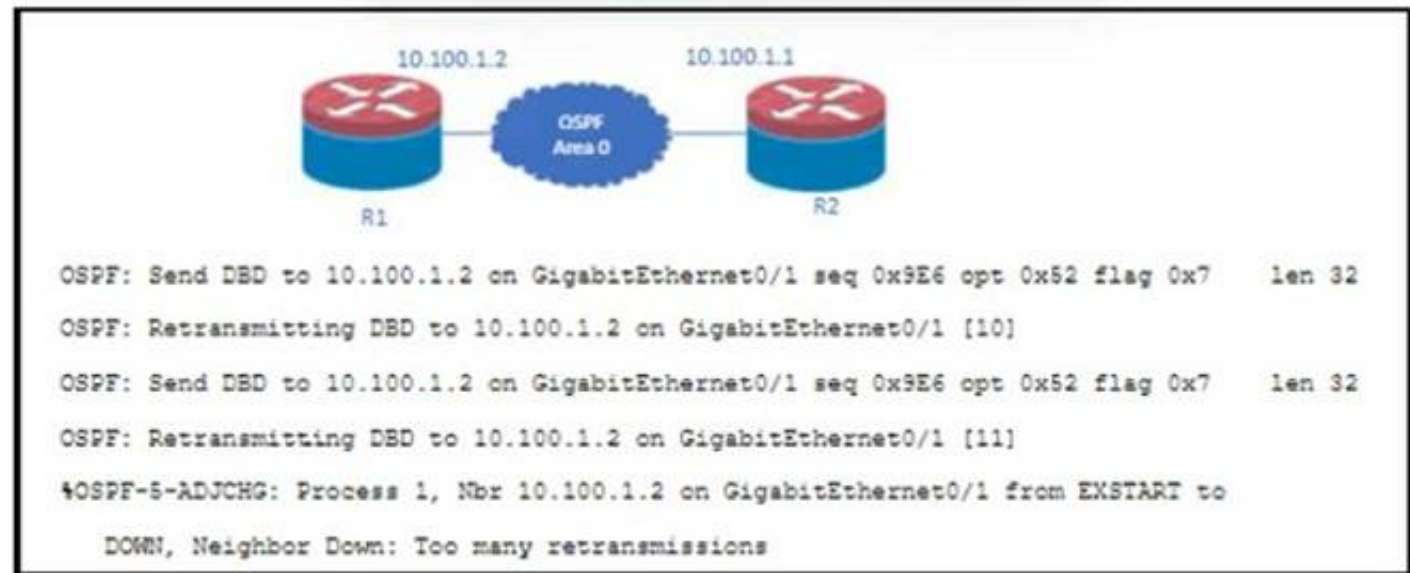 10.100.1.2
10.100.1.1
OSPF
Area 0
R1
R2
OSPF: Send DBD to 10.100.1.2 on GigabitEthernet0/1 seq 0x9E6 opt 0x52 flag 0x7 len 32
OSPF: Retransmitting DBD to 10.100.1.2 on GigabitEthernet0/1 [10]
OSPF: Send DBD to 10.100.1.2 on GigabitEthernet0/1 seq 0x9E6 opt 0x52 flag 0x7 len 32
OSPF: Retransmitting DBD to 10.100.1.2 on GigabitEthernet0/1 [11]
%OSPF-5-ADJCHG: Process 1, Nbr 10.100.1.2 on GigabitEthernet0/1 from EXSTART to
DOWN, Neighbor Down: Too many retransmissions